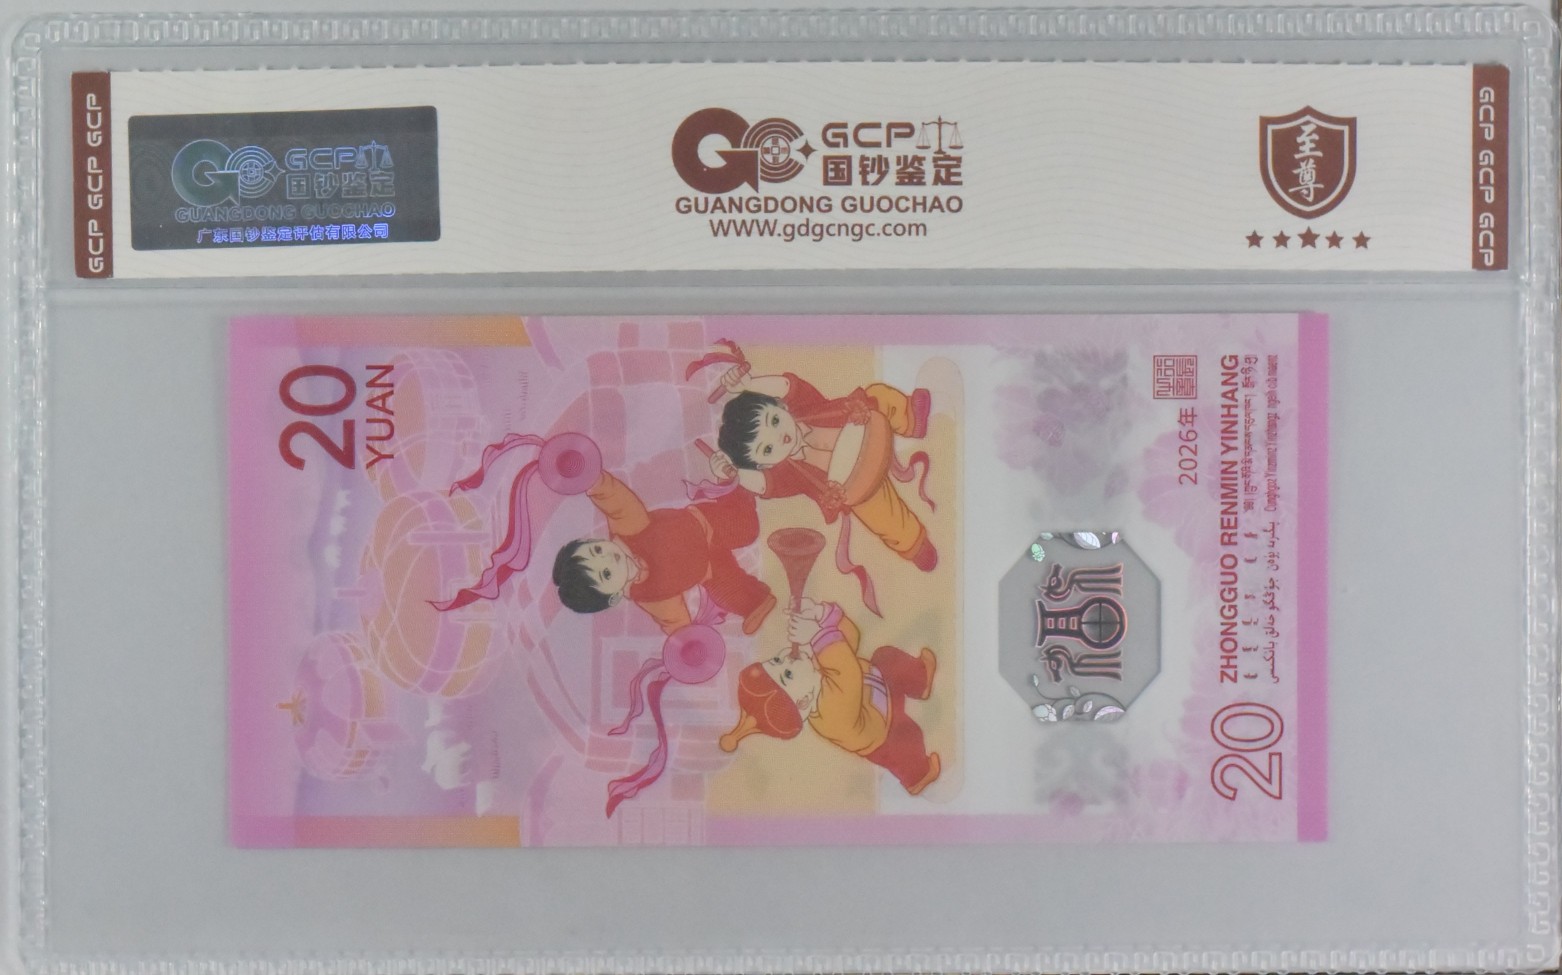 GCP GCP GCP
GCP
国钞鉴定
GUANGDONG GUOCHAO
广东国钞鉴定评估有限公司
GCP
国钞鉴定
GUANGDONG GUOCHAO
WWW.gdgcngc.com
至尊
GCP GCP GCP
20
YUAN
2026年
ZHONGGUO RENMIN YINHANG
20